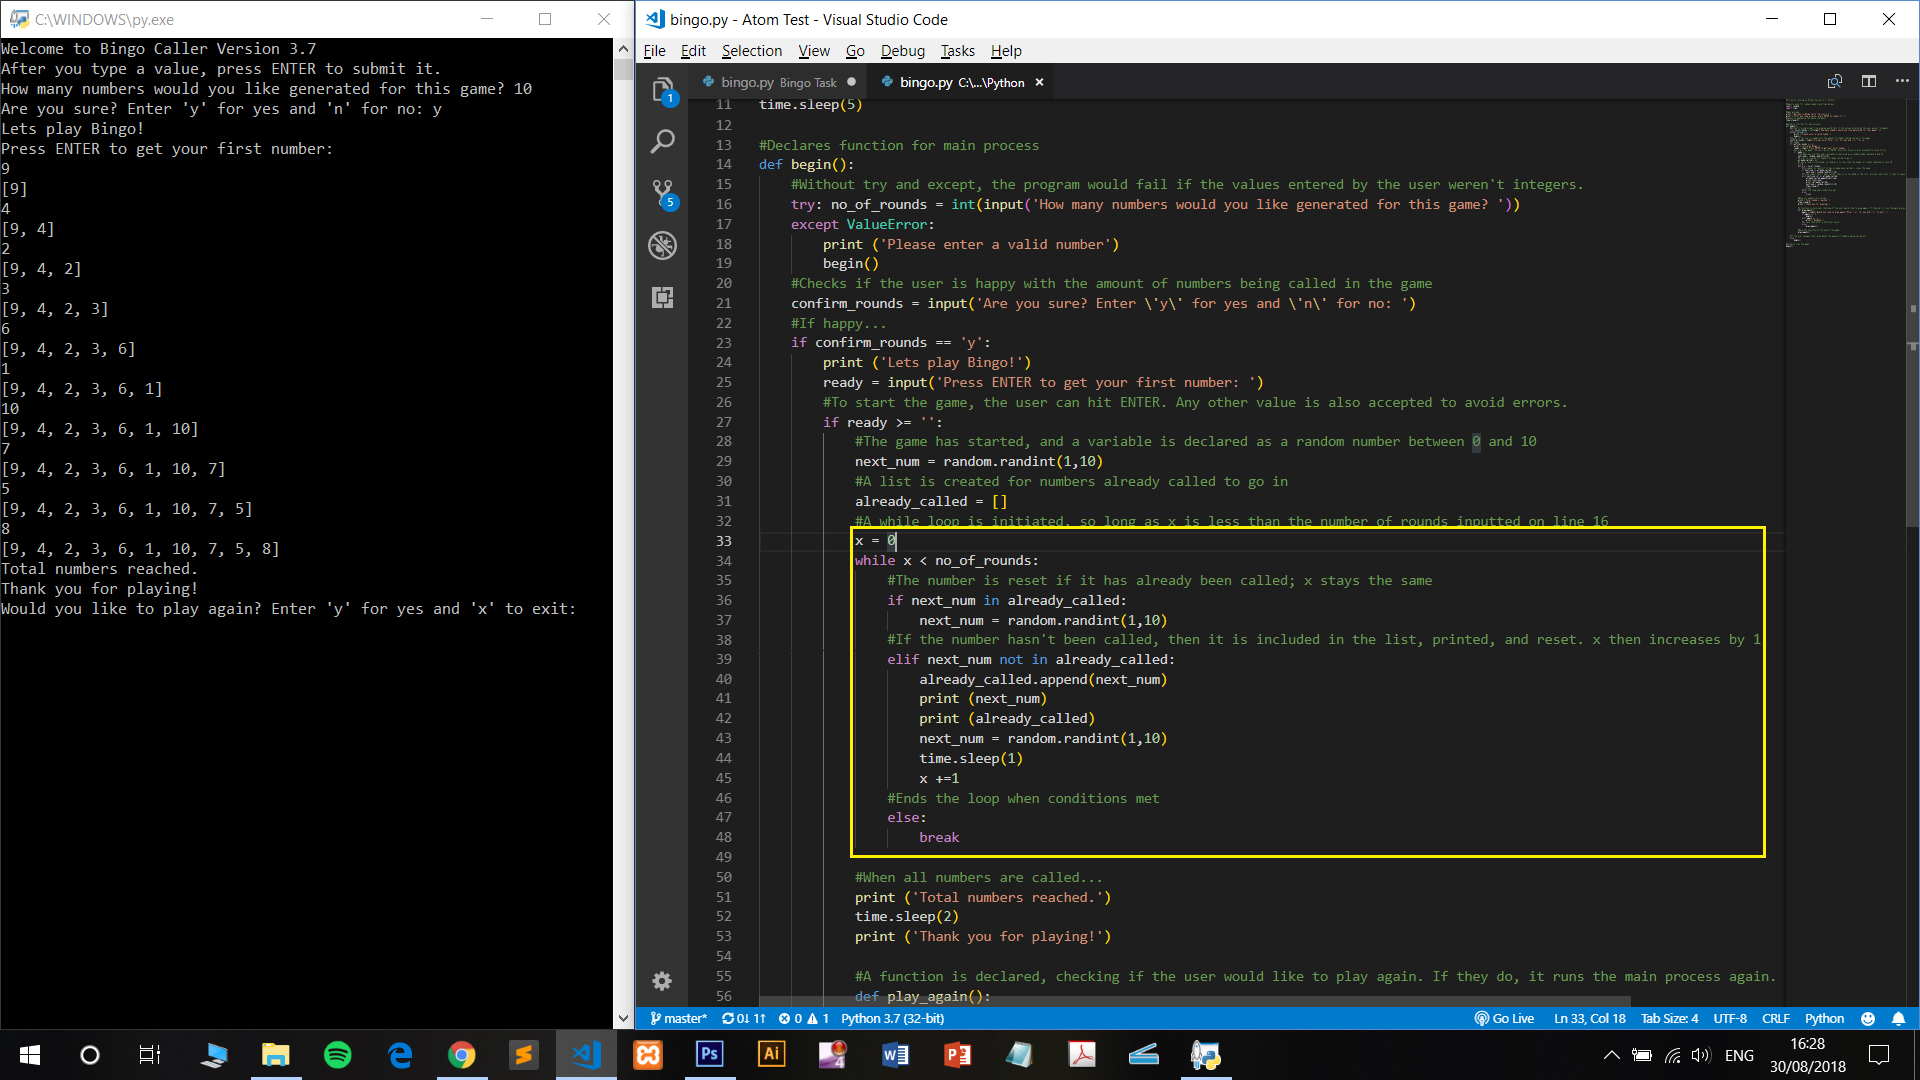 C:\WINDOWS\py.exe
Welcome to Bingo Caller Version 3.7
After you type a value, press ENTER to submit it.
How many numbers would you like generated for this game? 10
Are you sure? Enter 'y' for yes and 'n' for no: y
Lets play Bingo!
Press ENTER to get your first number:
9
[9]
4
[9, 4]
2
[9, 4, 2]
3
[9, 4, 2, 3]
6
[9, 4, 2, 3, 6]
1
[9, 4, 2, 3, 6, 1]
10
[9, 4, 2, 3, 6, 1, 10]
7
[9, 4, 2, 3, 6, 1, 10, 7]
5
[9, 4, 2, 3, 6, 1, 10, 7, 5]
8
[9, 4, 2, 3, 6, 1, 10, 7, 5, 8]
Total numbers reached.
Thank you for playing!
Would you like to play again? Enter 'y' for yes and 'x' to exit:
bingo.py - Atom Test - Visual Studio Code
File Edit Selection View Go Debug Tasks Help
bingo.py Bingo Task
bingo.py C:\...\Python
1
5
11 time.sleep(5)
12
13 #Declares function for main process
14 def begin():
15 #Without try and except, the program would fail if the values entered by the user weren't integers.
16 try: no_of_rounds = int(input('How many numbers would you like generated for this game? '))
17 except ValueError:
18 print ('Please enter a valid number')
19 begin()
20 #Checks if the user is happy with the amount of numbers being called in the game
21 confirm_rounds = input('Are you sure? Enter \'y\' for yes and \'n\' for no: ')
22 #If happy...
23 if confirm_rounds == 'y':
24 print ('Lets play Bingo!')
25 ready = input('Press ENTER to get your first number: ')
26 #To start the game, the user can hit ENTER. Any other value is also accepted to avoid errors.
27 if ready >= '':
28 #The game has started, and a variable is declared as a random number between 0 and 10
29 next_num = random.randint(1,10)
30 #A list is created for numbers already called to go in
31 already_called = []
32 #A while loop is initiated, so long as x is less than the number of rounds inputted on line 16
33 x = 0
34 while x < no_of_rounds:
35 #The number is reset if it has already been called; x stays the same
36 if next_num in already_called:
37 next_num = random.randint(1,10)
38 #If the number hasn't been called, then it is included in the list, printed, and reset. x then increases by 1
39 elif next_num not in already_called:
40 already_called.append(next_num)
41 print (next_num)
42 print (already_called)
43 next_num = random.randint(1,10)
44 time.sleep(1)
45 x +=1
46 #Ends the loop when conditions met
47 else:
48 break
49
50 #When all numbers are called...
51 print ('Total numbers reached.')
52 time.sleep(2)
53 print ('Thank you for playing!')
54
55 #A function is declared, checking if the user would like to play again. If they do, it runs the main process again.
56 def play_again():
master* 0↓ 1↑ 0 1 Python 3.7 (32-bit) Go Live Ln 33, Col 18 Tab Size: 4 UTF-8 CRLF Python
Ps Ai 4
ENG
16:28
30/08/2018